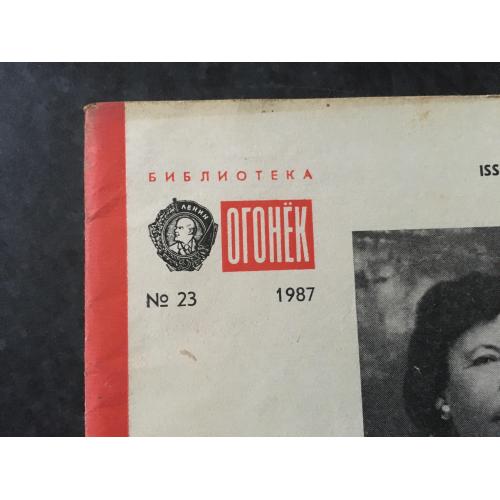 БИБЛИОТЕКА
ISS
ЛЕНИН
ОГОНЁК
№ 23 1987